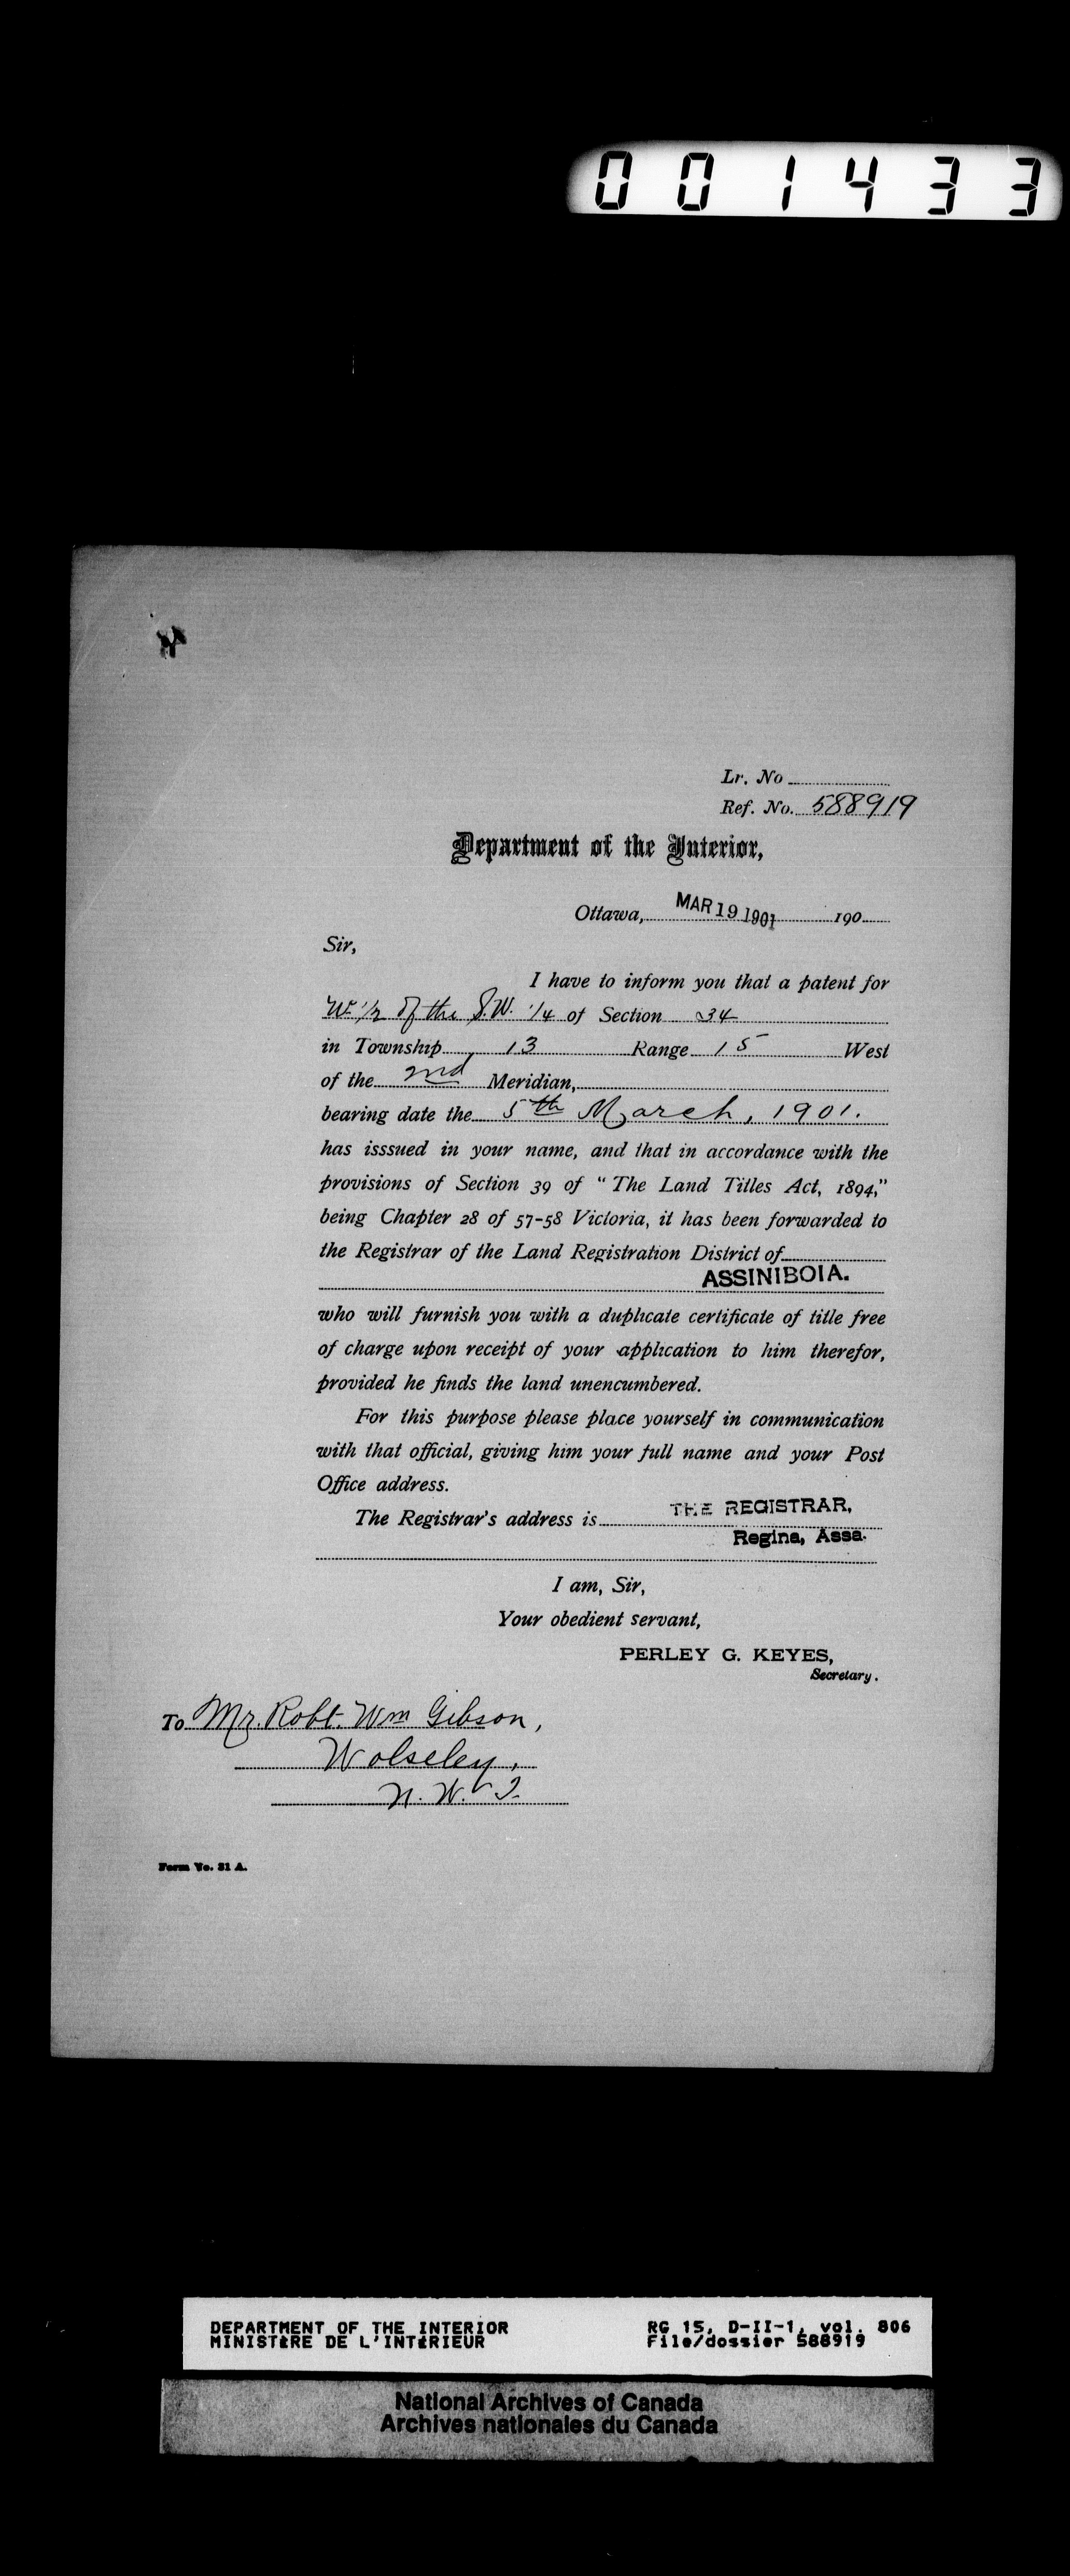 001433
Lr. No
Ref. No. 588919
Department of the Interior,
Ottawa, MAR 19 1901 190
Sir,
I have to inform you that a patent for
W. 1/2 of the S.W. 1/4 of Section 34
in Township 13 Range 15 West
of the 2nd Meridian,
bearing date the 5th March, 1901.
has isssued in your name, and that in accordance with the
provisions of Section 39 of "The Land Titles Act, 1894,"
being Chapter 28 of 57-58 Victoria, it has been forwarded to
the Registrar of the Land Registration District of
ASSINIBOIA.
who will furnish you with a duplicate certificate of title free
of charge upon receipt of your application to him therefor,
provided he finds the land unencumbered.
For this purpose please place yourself in communication
with that official, giving him your full name and your Post
Office address.
The Registrar's address is THE REGISTRAR,
Regina, Assa.
I am, Sir,
Your obedient servant,
PERLEY G. KEYES,
Secretary.
To Mr. Robt. Wm Gibson,
Wolseley,
N. W. T.
Form No. 31 A.
DEPARTMENT OF THE INTERIOR RG 15, D-II-1, vol. 806
MINISTÈRE DE L'INTÉRIEUR File/dossier 588919
National Archives of Canada
Archives nationales du Canada